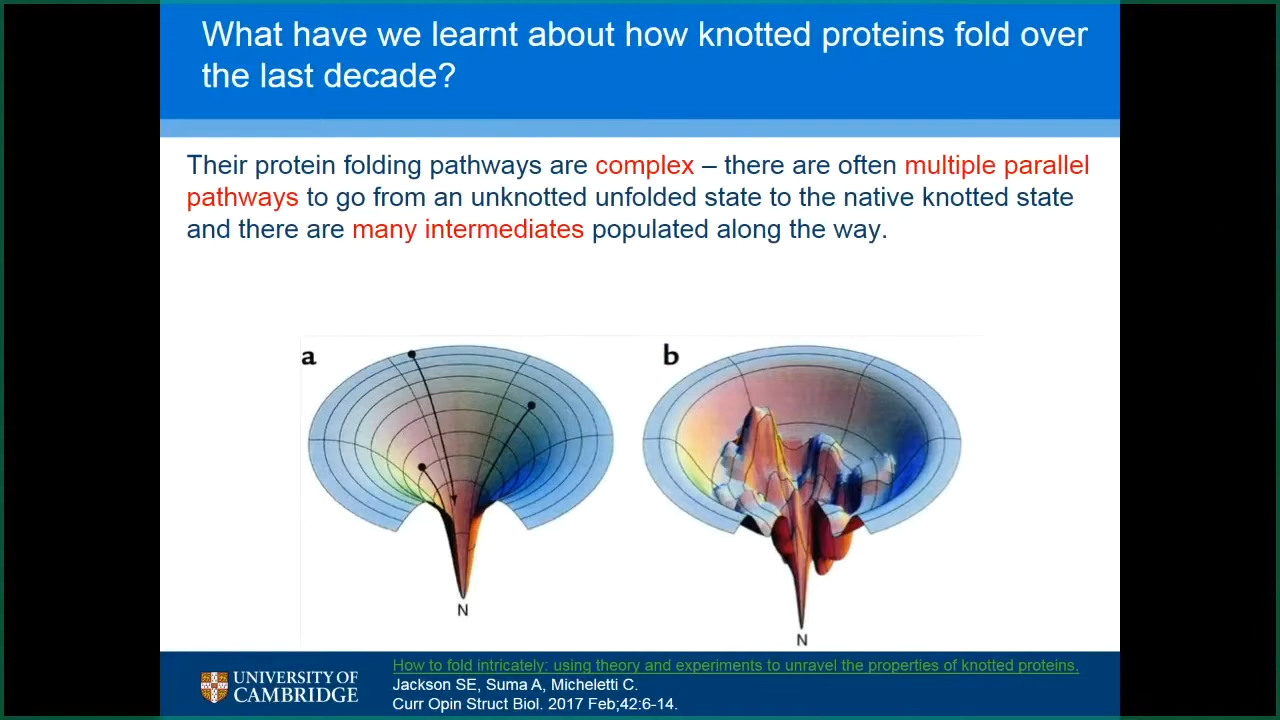 What have we learnt about how knotted proteins fold over
the last decade?
Their protein folding pathways are complex – there are often multiple parallel
pathways to go from an unknotted unfolded state to the native knotted state
and there are many intermediates populated along the way.
a
b
N
N
UNIVERSITY OF
CAMBRIDGE
How to fold intricately: using theory and experiments to unravel the properties of knotted proteins.
Jackson SE, Suma A, Micheletti C.
Curr Opin Struct Biol. 2017 Feb;42:6-14.